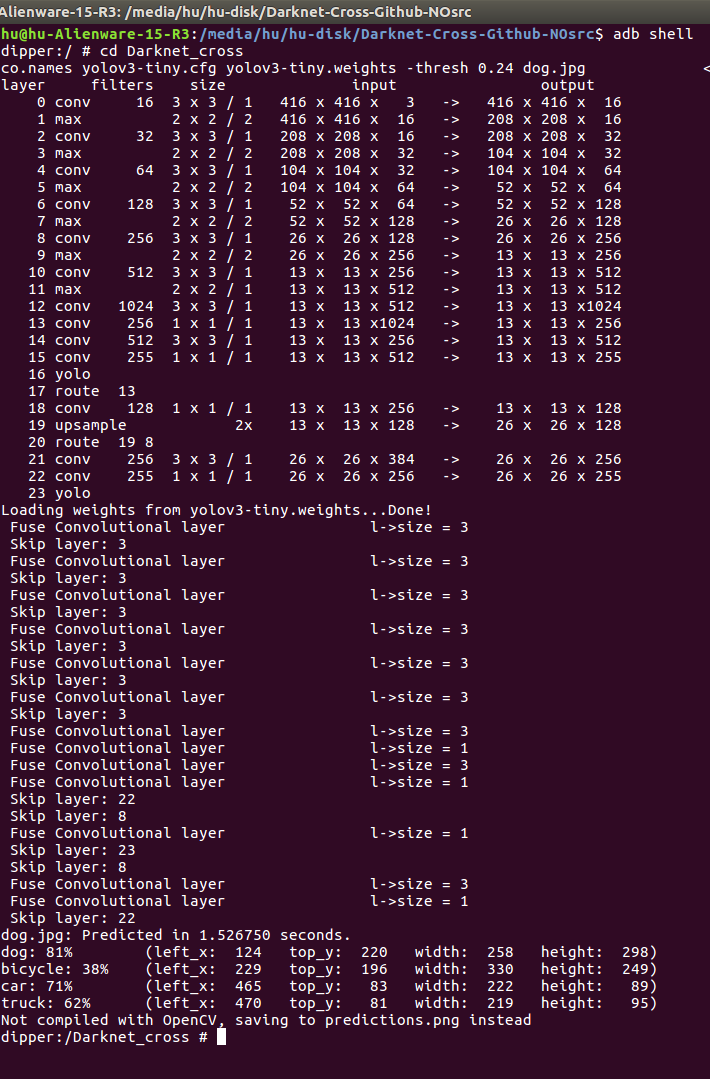 Alienware-15-R3: /media/hu/hu-disk/Darknet-Cross-Github-NOsrc
hu@hu-Alienware-15-R3:/media/hu/hu-disk/Darknet-Cross-Github-NOsrc$ adb shell
dipper:/ # cd Darknet_cross
co.names yolov3-tiny.cfg yolov3-tiny.weights -thresh 0.24 dog.jpg <
layer filters size input output
0 conv 16 3 x 3 / 1 416 x 416 x 3 -> 416 x 416 x 16
1 max 2 x 2 / 2 416 x 416 x 16 -> 208 x 208 x 16
2 conv 32 3 x 3 / 1 208 x 208 x 16 -> 208 x 208 x 32
3 max 2 x 2 / 2 208 x 208 x 32 -> 104 x 104 x 32
4 conv 64 3 x 3 / 1 104 x 104 x 32 -> 104 x 104 x 64
5 max 2 x 2 / 2 104 x 104 x 64 -> 52 x 52 x 64
6 conv 128 3 x 3 / 1 52 x 52 x 64 -> 52 x 52 x 128
7 max 2 x 2 / 2 52 x 52 x 128 -> 26 x 26 x 128
8 conv 256 3 x 3 / 1 26 x 26 x 128 -> 26 x 26 x 256
9 max 2 x 2 / 2 26 x 26 x 256 -> 13 x 13 x 256
10 conv 512 3 x 3 / 1 13 x 13 x 256 -> 13 x 13 x 512
11 max 2 x 2 / 1 13 x 13 x 512 -> 13 x 13 x 512
12 conv 1024 3 x 3 / 1 13 x 13 x 512 -> 13 x 13 x1024
13 conv 256 1 x 1 / 1 13 x 13 x1024 -> 13 x 13 x 256
14 conv 512 3 x 3 / 1 13 x 13 x 256 -> 13 x 13 x 512
15 conv 255 1 x 1 / 1 13 x 13 x 512 -> 13 x 13 x 255
16 yolo
17 route 13
18 conv 128 1 x 1 / 1 13 x 13 x 256 -> 13 x 13 x 128
19 upsample 2x 13 x 13 x 128 -> 26 x 26 x 128
20 route 19 8
21 conv 256 3 x 3 / 1 26 x 26 x 384 -> 26 x 26 x 256
22 conv 255 1 x 1 / 1 26 x 26 x 256 -> 26 x 26 x 255
23 yolo
Loading weights from yolov3-tiny.weights...Done!
Fuse Convolutional layer l->size = 3
Skip layer: 3
Fuse Convolutional layer l->size = 3
Skip layer: 3
Fuse Convolutional layer l->size = 3
Skip layer: 3
Fuse Convolutional layer l->size = 3
Skip layer: 3
Fuse Convolutional layer l->size = 3
Skip layer: 3
Fuse Convolutional layer l->size = 3
Skip layer: 3
Fuse Convolutional layer l->size = 3
Fuse Convolutional layer l->size = 1
Fuse Convolutional layer l->size = 3
Fuse Convolutional layer l->size = 1
Skip layer: 22
Skip layer: 8
Fuse Convolutional layer l->size = 1
Skip layer: 23
Skip layer: 8
Fuse Convolutional layer l->size = 3
Fuse Convolutional layer l->size = 1
Skip layer: 22
dog.jpg: Predicted in 1.526750 seconds.
dog: 81% (left_x: 124 top_y: 220 width: 258 height: 298)
bicycle: 38% (left_x: 229 top_y: 196 width: 330 height: 249)
car: 71% (left_x: 465 top_y: 83 width: 222 height: 89)
truck: 62% (left_x: 470 top_y: 81 width: 219 height: 95)
Not compiled with OpenCV, saving to predictions.png instead
dipper:/Darknet_cross #